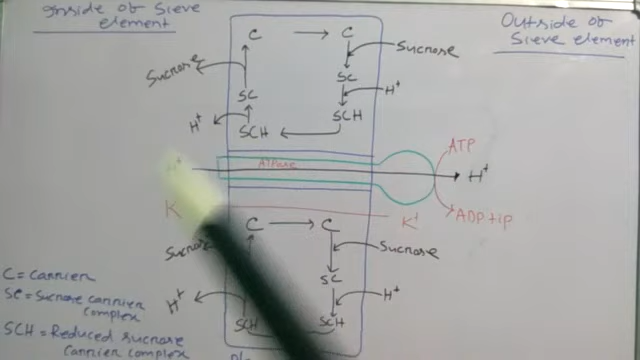 Inside of Sieve
element
Outside of
Sieve element
C
C
Sucrose
Sucrose
SC
SC
H+
H+
SCH
SCH
ATPase
ATP
H+
H+
ADP+ip
K
K+
C
C
Sucrose
Sucrose
SC
H+
H+
SCH
SCH
C = Carrier
SC = Sucrose carrier
complex
SCH = Reduced sucrose
carrier complex